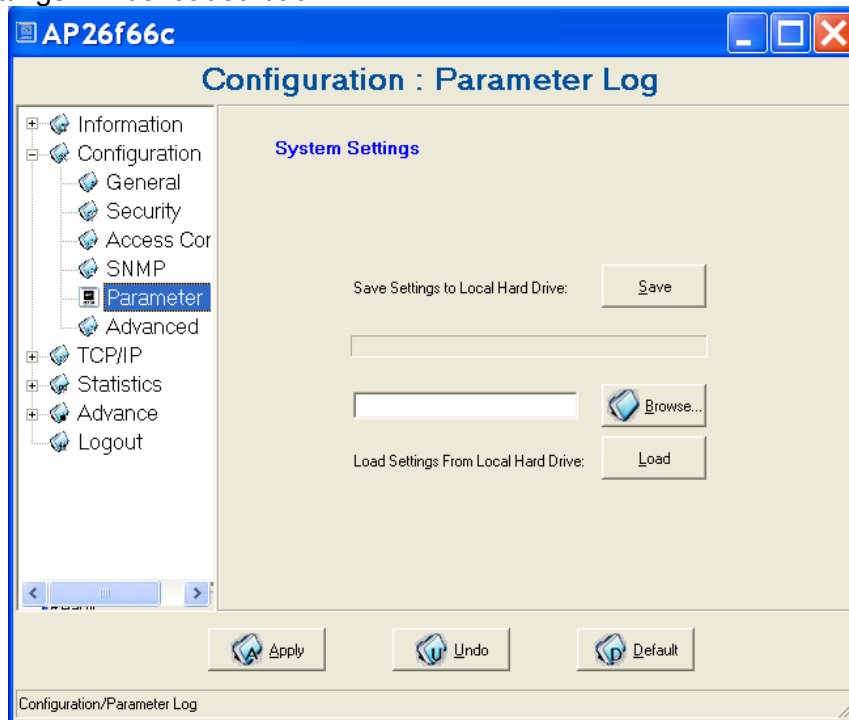 AP26f66c
Configuration : Parameter Log
Information
Configuration
General
Security
Access Cor
SNMP
Parameter
Advanced
TCP/IP
Statistics
Advance
Logout
System Settings
Save Settings to Local Hard Drive:
Save
Browse...
Load Settings From Local Hard Drive:
Load
Apply
Undo
Default
Configuration/Parameter Log